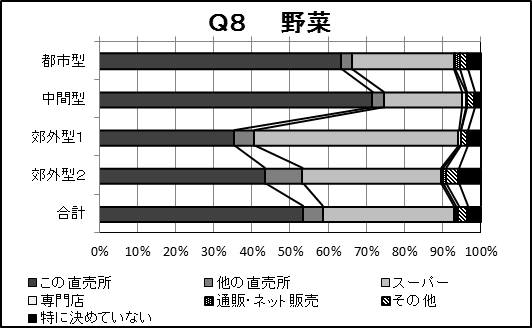 Q8 野菜
都市型
中間型
郊外型1
郊外型2
合計
0% 10% 20% 30% 40% 50% 60% 70% 80% 90% 100%
この直売所 他の直売所 スーパー
専門店 通販・ネット販売 その他
特に決めていない